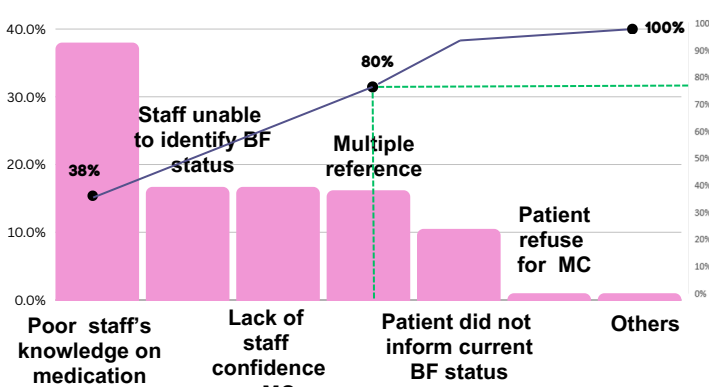 40.0%
30.0%
20.0%
10.0%
0.0%
100
90%
80%
70%
60%
50%
40%
30%
20%
10%
0%
38%
80%
100%
Staff unable
to identify BF
status
Multiple
reference
Patient
refuse
for MC
Poor staff's
knowledge on
medication
Lack of
staff
confidence
Patient did not
inform current
BF status
Others